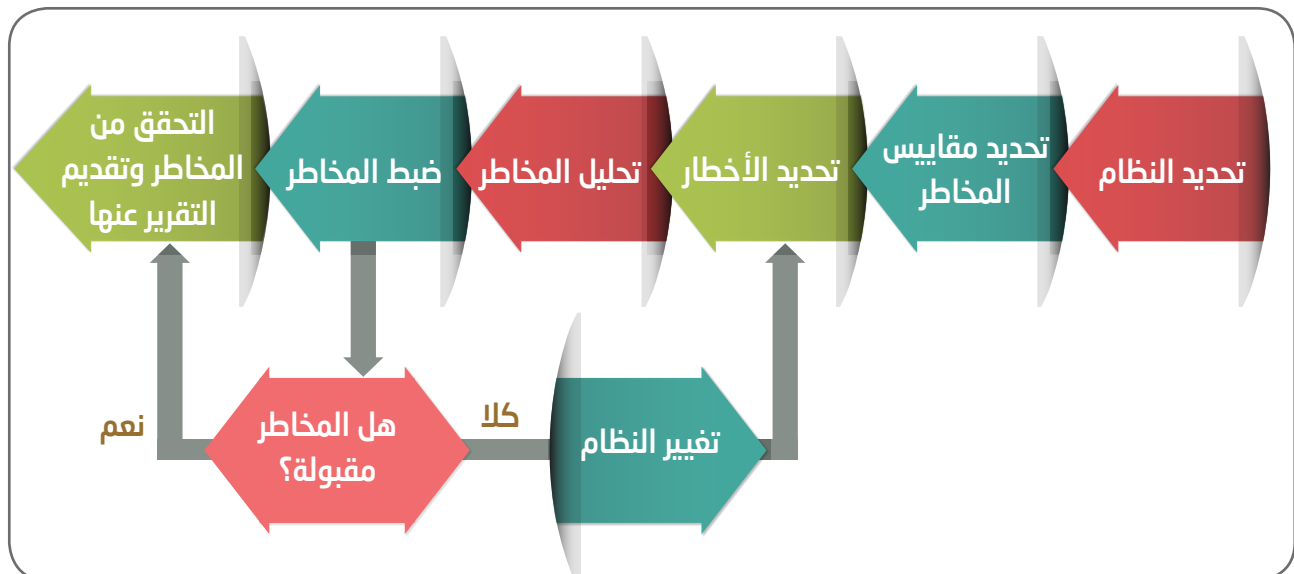 تحديد النظام
تحديد مقاييس
المخاطر
تحديد الأخطار
تحليل المخاطر
ضبط المخاطر
التحقق من
المخاطر وتقديم
التقرير عنها
هل المخاطر
مقبولة؟
نعم
كلا
تغيير النظام